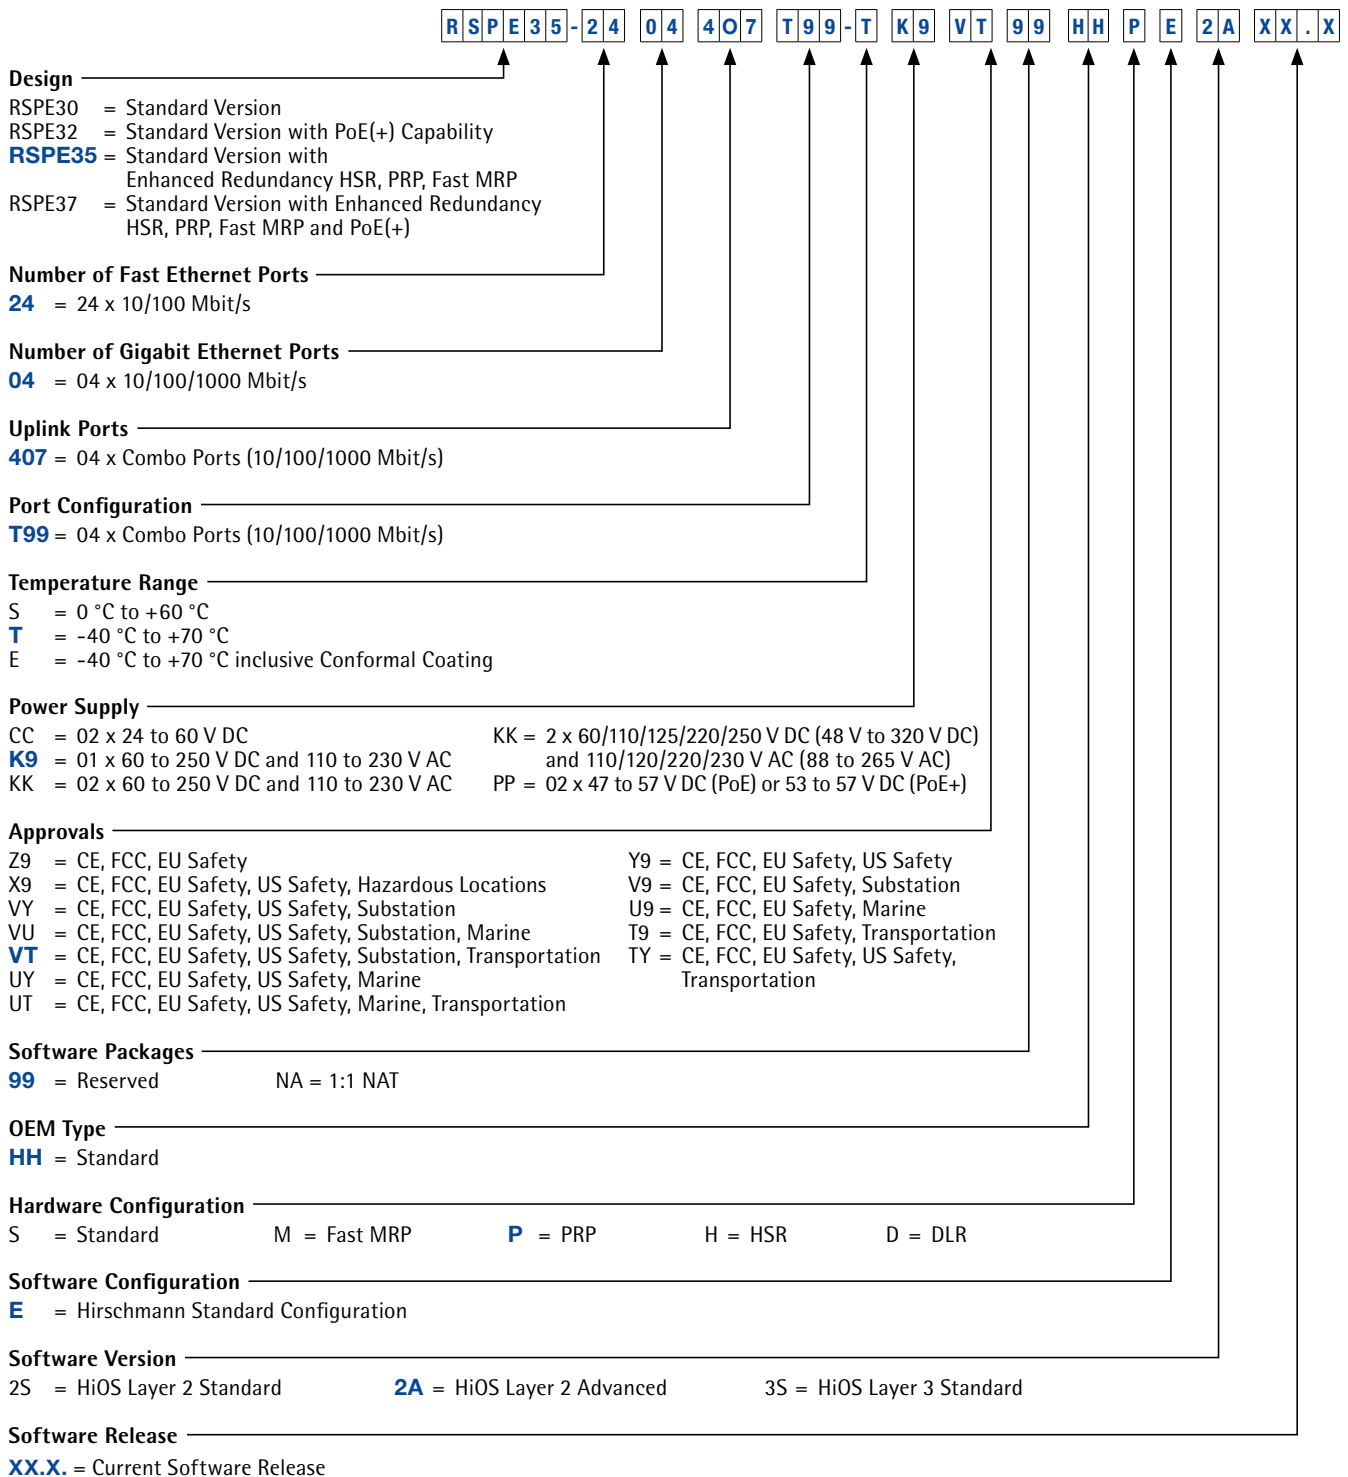 RSPE35-24 04 4O7 T99-T K9 VT 99 HH P E 2A XX.X
Design
RSPE30 = Standard Version
RSPE32 = Standard Version with PoE(+) Capability
RSPE35 = Standard Version with
Enhanced Redundancy HSR, PRP, Fast MRP
RSPE37 = Standard Version with Enhanced Redundancy
HSR, PRP, Fast MRP and PoE(+)
Number of Fast Ethernet Ports
24 = 24 x 10/100 Mbit/s
Number of Gigabit Ethernet Ports
04 = 04 x 10/100/1000 Mbit/s
Uplink Ports
407 = 04 x Combo Ports (10/100/1000 Mbit/s)
Port Configuration
T99 = 04 x Combo Ports (10/100/1000 Mbit/s)
Temperature Range
S = 0 °C to +60 °C
T = -40 °C to +70 °C
E = -40 °C to +70 °C inclusive Conformal Coating
Power Supply
CC = 02 x 24 to 60 V DC
K9 = 01 x 60 to 250 V DC and 110 to 230 V AC
KK = 02 x 60 to 250 V DC and 110 to 230 V AC
KK = 2 x 60/110/125/220/250 V DC (48 V to 320 V DC)
and 110/120/220/230 V AC (88 to 265 V AC)
PP = 02 x 47 to 57 V DC (PoE) or 53 to 57 V DC (PoE+)
Approvals
Z9 = CE, FCC, EU Safety
X9 = CE, FCC, EU Safety, US Safety, Hazardous Locations
VY = CE, FCC, EU Safety, US Safety, Substation
VU = CE, FCC, EU Safety, US Safety, Substation, Marine
VT = CE, FCC, EU Safety, US Safety, Substation, Transportation
UY = CE, FCC, EU Safety, US Safety, Marine
UT = CE, FCC, EU Safety, US Safety, Marine, Transportation
Y9 = CE, FCC, EU Safety, US Safety
V9 = CE, FCC, EU Safety, Substation
U9 = CE, FCC, EU Safety, Marine
T9 = CE, FCC, EU Safety, Transportation
TY = CE, FCC, EU Safety, US Safety,
Transportation
Software Packages
99 = Reserved NA = 1:1 NAT
OEM Type
HH = Standard
Hardware Configuration
S = Standard M = Fast MRP P = PRP H = HSR D = DLR
Software Configuration
E = Hirschmann Standard Configuration
Software Version
2S = HiOS Layer 2 Standard 2A = HiOS Layer 2 Advanced 3S = HiOS Layer 3 Standard
Software Release
XX.X. = Current Software Release